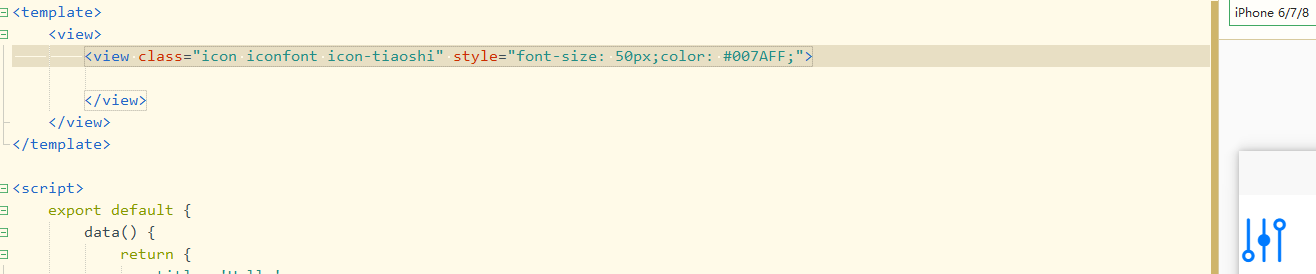 <template>
<view>
<view class="icon iconfont icon-tiaoshi" style="font-size: 50px;color: #007AFF;">
</view>
</view>
</template>
<script>
export default {
data() {
return {
iPhone 6/7/8